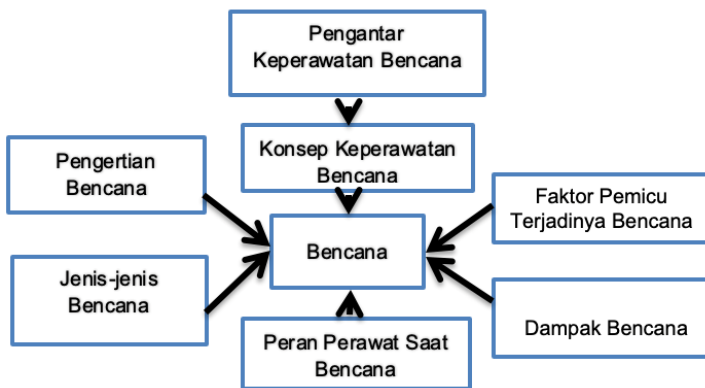 Pengantar
Keperawatan Bencana
Konsep Keperawatan
Bencana
Pengertian
Bencana
Faktor Pemicu
Terjadinya Bencana
Bencana
Jenis-jenis
Bencana
Dampak Bencana
Peran Perawat Saat
Bencana